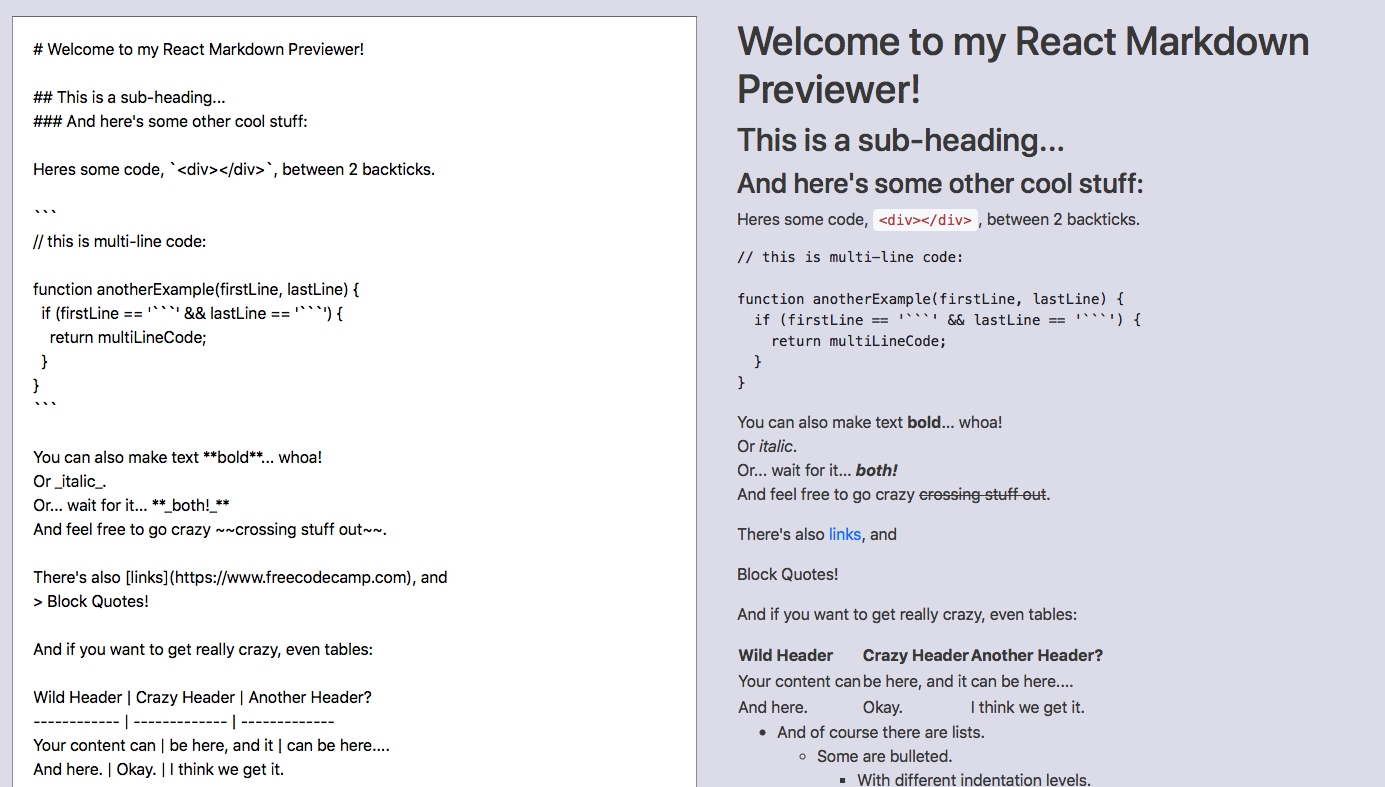 # Welcome to my React Markdown Previewer!
## This is a sub-heading...
### And here's some other cool stuff:
Heres some code, `<div></div>`, between 2 backticks.
```
// this is multi-line code:
function anotherExample(firstLine, lastLine) {
  if (firstLine == '```' && lastLine == '```') {
    return multiLineCode;
  }
}
```
You can also make text **bold**... whoa!
Or _italic_.
Or... wait for it... **_both!_**
And feel free to go crazy ~~crossing stuff out~~.
There's also [links](https://www.freecodecamp.com), and
> Block Quotes!
And if you want to get really crazy, even tables:
Wild Header | Crazy Header | Another Header?
------------ | ------------- | -------------
Your content can | be here, and it | can be here....
And here. | Okay. | I think we get it.
Welcome to my React Markdown
Previewer!
This is a sub-heading...
And here's some other cool stuff:
Heres some code, <div></div>, between 2 backticks.
// this is multi-line code:
function anotherExample(firstLine, lastLine) {
  if (firstLine == '```' && lastLine == '```') {
    return multiLineCode;
  }
}
You can also make text bold... whoa!
Or italic.
Or... wait for it... both!
And feel free to go crazy crossing stuff out.
There's also links, and
Block Quotes!
And if you want to get really crazy, even tables:
Wild Header Crazy Header Another Header?
Your content can be here, and it can be here....
And here. Okay. I think we get it.
• And of course there are lists.
◦ Some are bulleted.
▪ With different indentation levels.